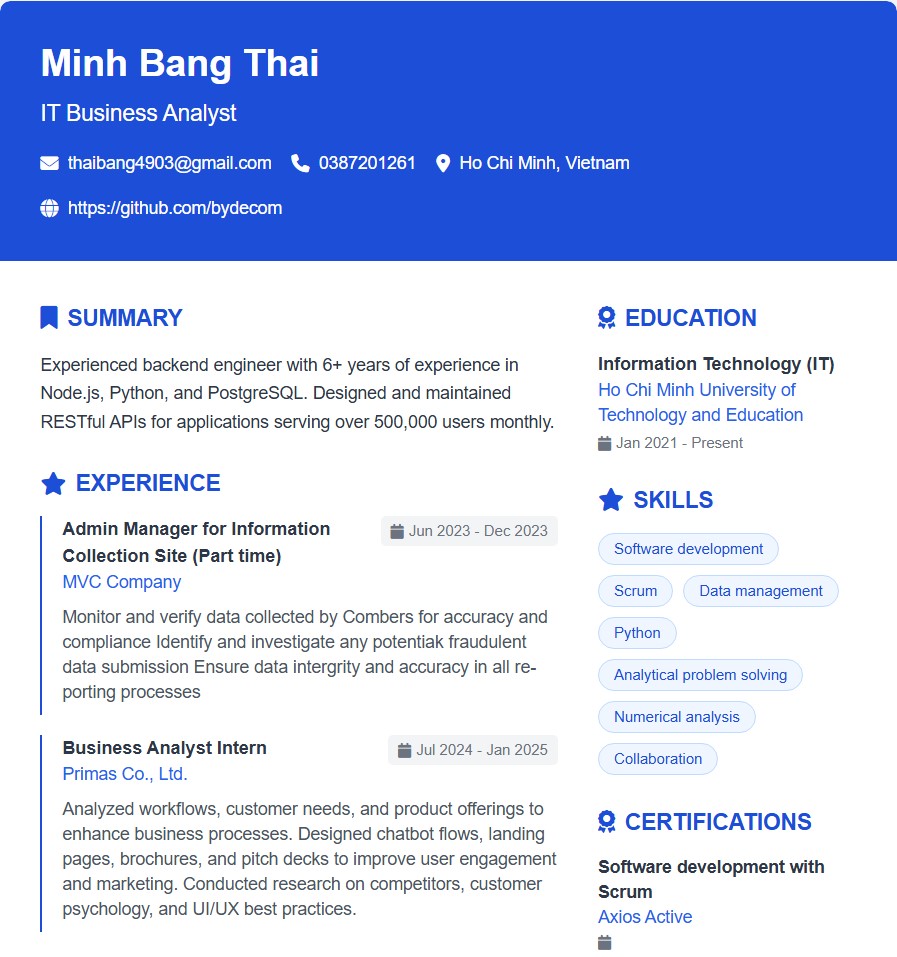 Minh Bang Thai
IT Business Analyst
thaibang4903@gmail.com 0387201261 Ho Chi Minh, Vietnam
https://github.com/bydecom
SUMMARY
Experienced backend engineer with 6+ years of experience in
Node.js, Python, and PostgreSQL. Designed and maintained
RESTful APIs for applications serving over 500,000 users monthly.
EXPERIENCE
Admin Manager for Information
Collection Site (Part time)
Jun 2023 - Dec 2023
MVC Company
Monitor and verify data collected by Combers for accuracy and
compliance Identify and investigate any potentiak fraudulent
data submission Ensure data intergrity and accuracy in all re-
porting processes
Business Analyst Intern
Jul 2024 - Jan 2025
Primas Co., Ltd.
Analyzed workflows, customer needs, and product offerings to
enhance business processes. Designed chatbot flows, landing
pages, brochures, and pitch decks to improve user engagement
and marketing. Conducted research on competitors, customer
psychology, and UI/UX best practices.
EDUCATION
Information Technology (IT)
Ho Chi Minh University of
Technology and Education
Jan 2021 - Present
SKILLS
Software development
Scrum Data management
Python
Analytical problem solving
Numerical analysis
Collaboration
CERTIFICATIONS
Software development with
Scrum
Axios Active